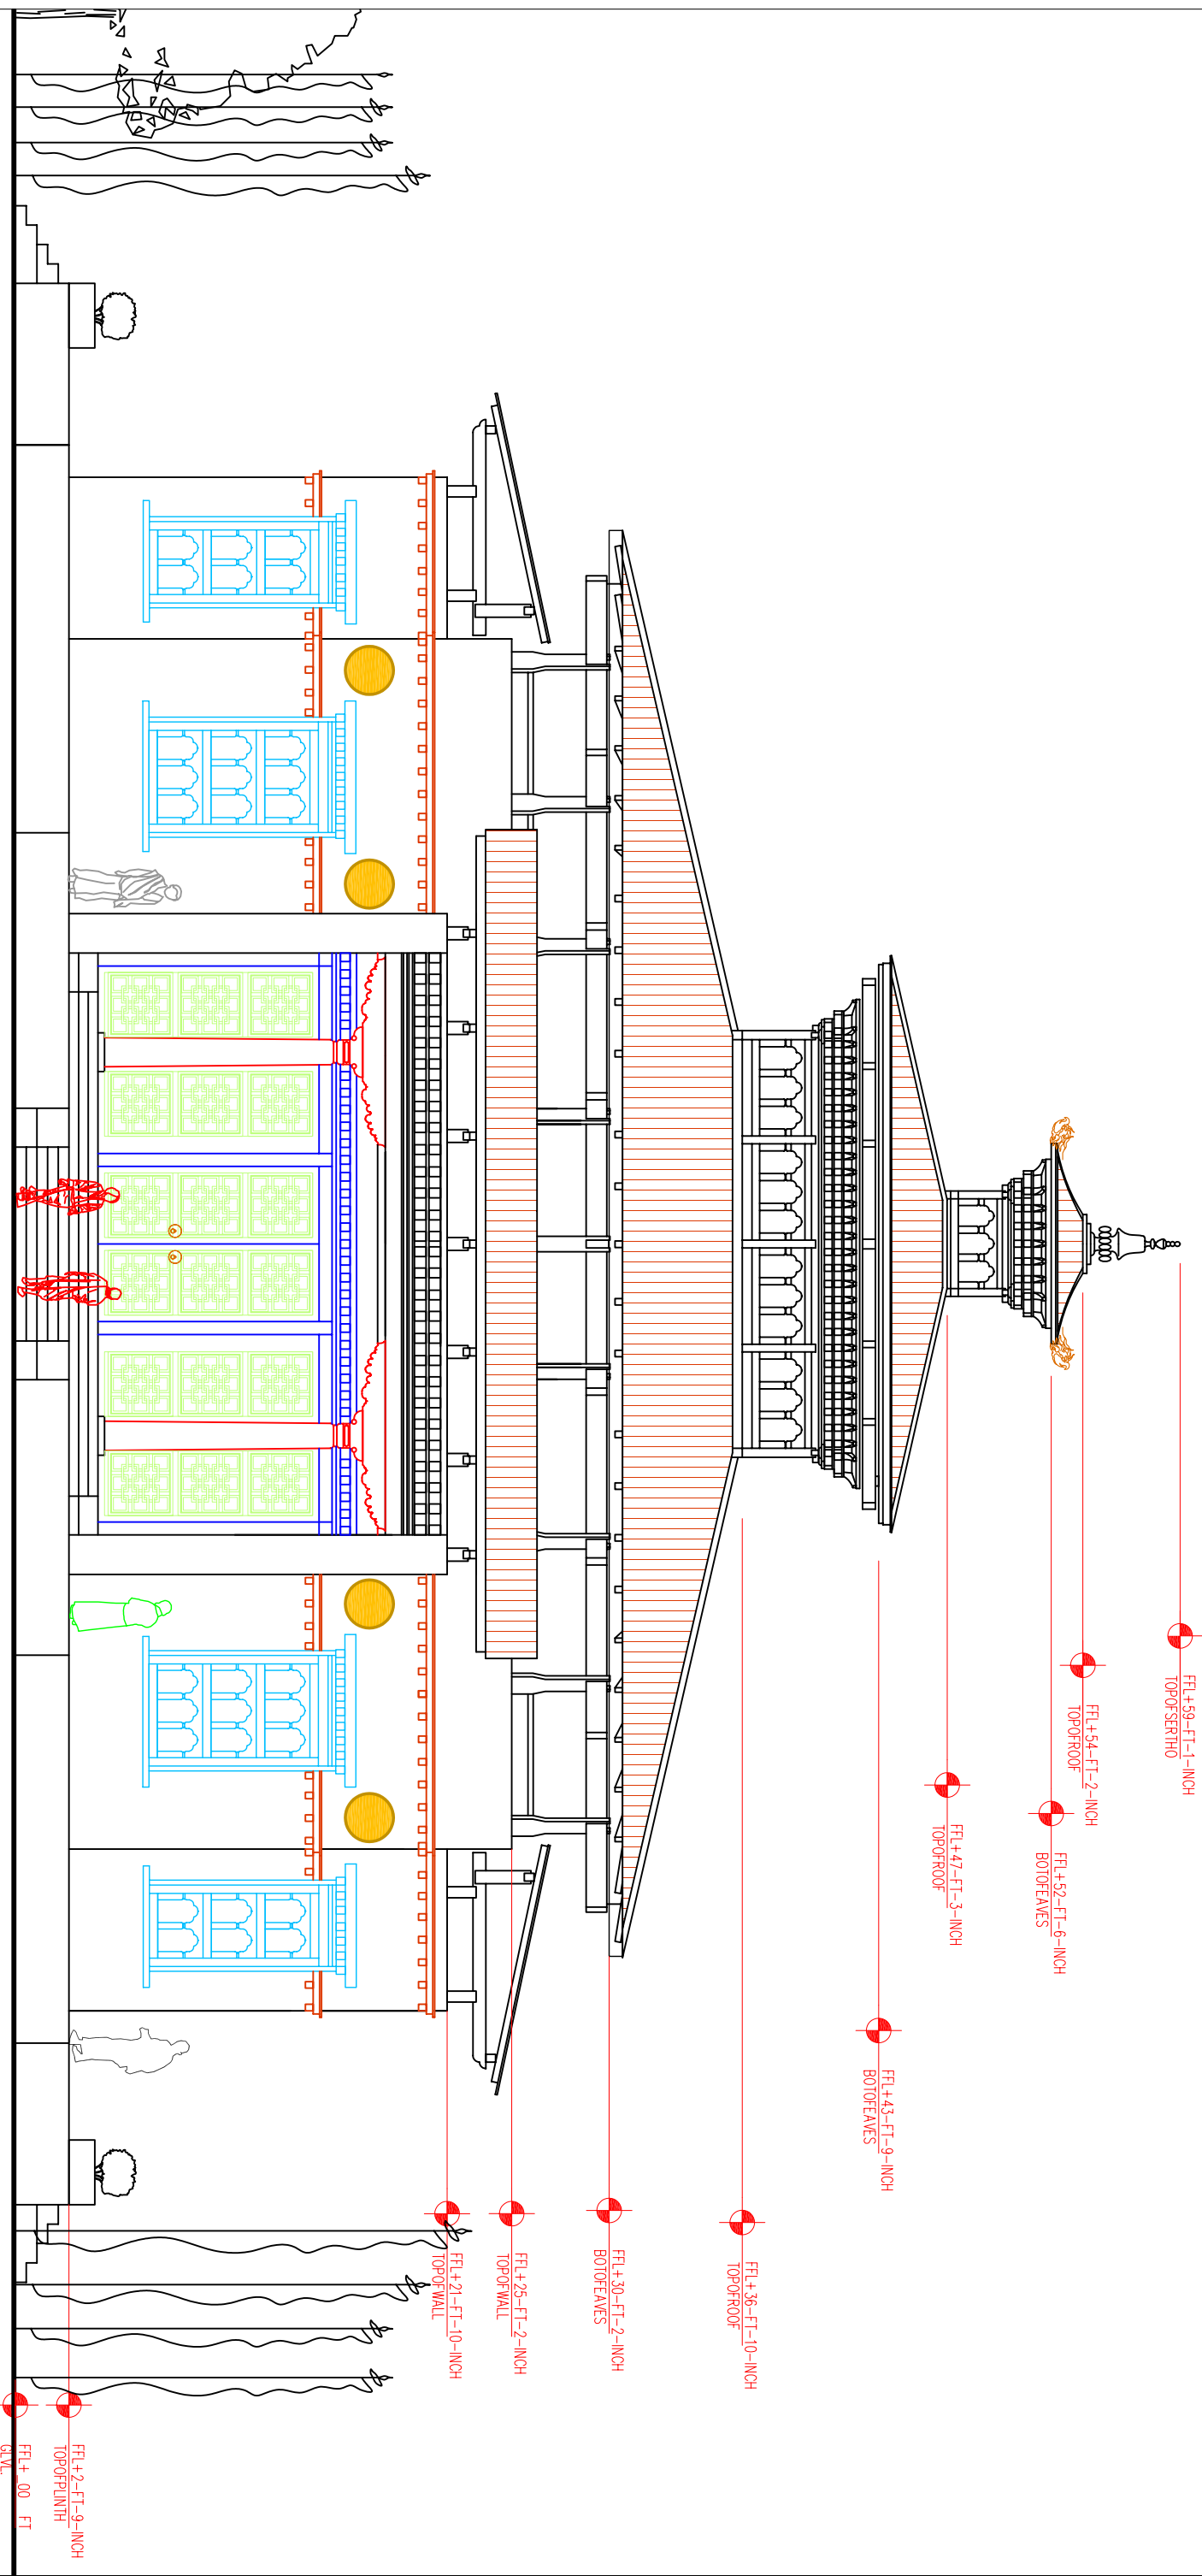 FFL+59-FT-1-INCH
TOPOFSERTHO
FFL+54-FT-2-INCH
TOPOFROOF
FFL+52-FT-6-INCH
BOTOFEAVES
FFL+47-FT-3-INCH
TOPOFROOF
FFL+43-FT-9-INCH
BOTOFEAVES
FFL+36-FT-10-INCH
TOPOFROOF
FFL+30-FT-2-INCH
BOTOFEAVES
FFL+25-FT-2-INCH
TOPOFWALL
FFL+21-FT-10-INCH
TOPOFWALL
FFL+2-FT-9-INCH
TOPOFPLINTH
FFL+ 00 FT
GLVL.